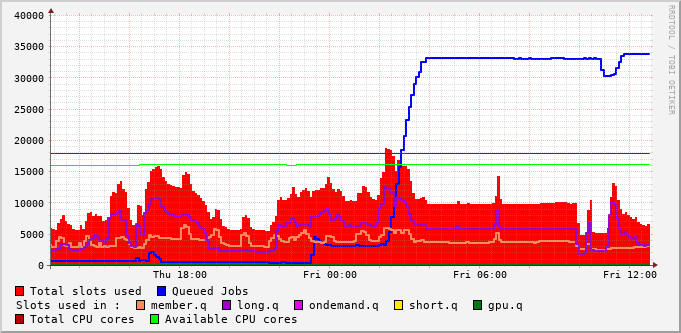 40000
35000
30000
25000
20000
15000
10000
5000
0
Thu 18:00 Fri 00:00 Fri 06:00 Fri 12:00
Total slots used Queued Jobs
Slots used in : member.q long.q ondemand.q short.q gpu.q
Total CPU cores Available CPU cores
RRDTOOL / TOBI OETIKER